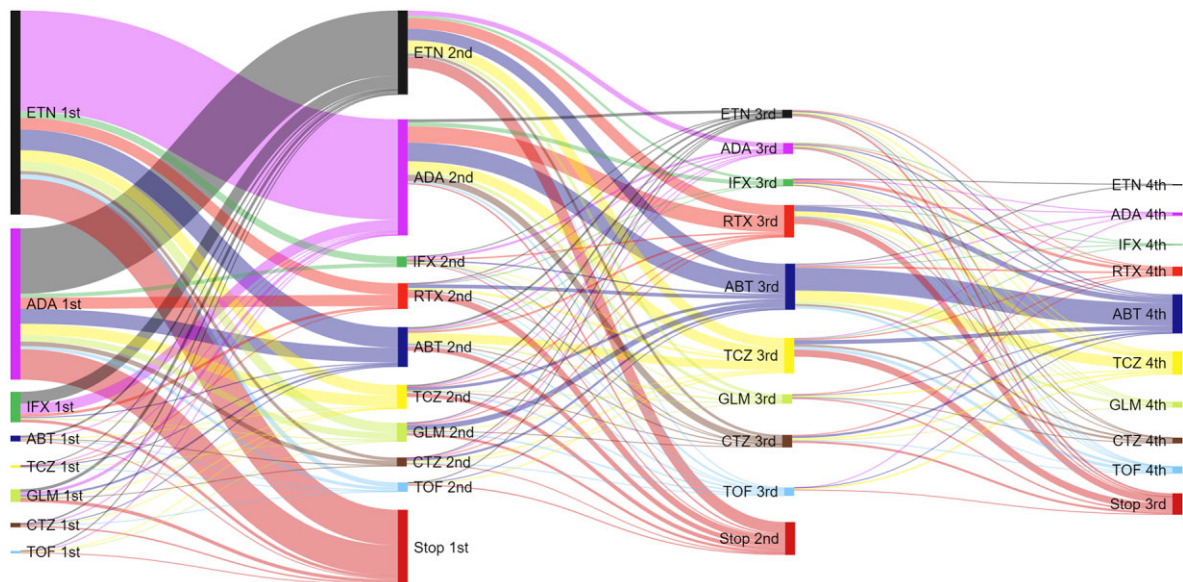 ETN 1st
ADA 1st
IFX 1st
ABT 1st
TCZ 1st
GLM 1st
CTZ 1st
TOF 1st
ETN 2nd
ADA 2nd
IFX 2nd
RTX 2nd
ABT 2nd
TCZ 2nd
GLM 2nd
CTZ 2nd
TOF 2nd
Stop 1st
ETN 3rd
ADA 3rd
IFX 3rd
RTX 3rd
ABT 3rd
TCZ 3rd
GLM 3rd
CTZ 3rd
TOF 3rd
Stop 2nd
ETN 4th
ADA 4th
IFX 4th
RTX 4th
ABT 4th
TCZ 4th
GLM 4th
CTZ 4th
TOF 4th
Stop 3rd